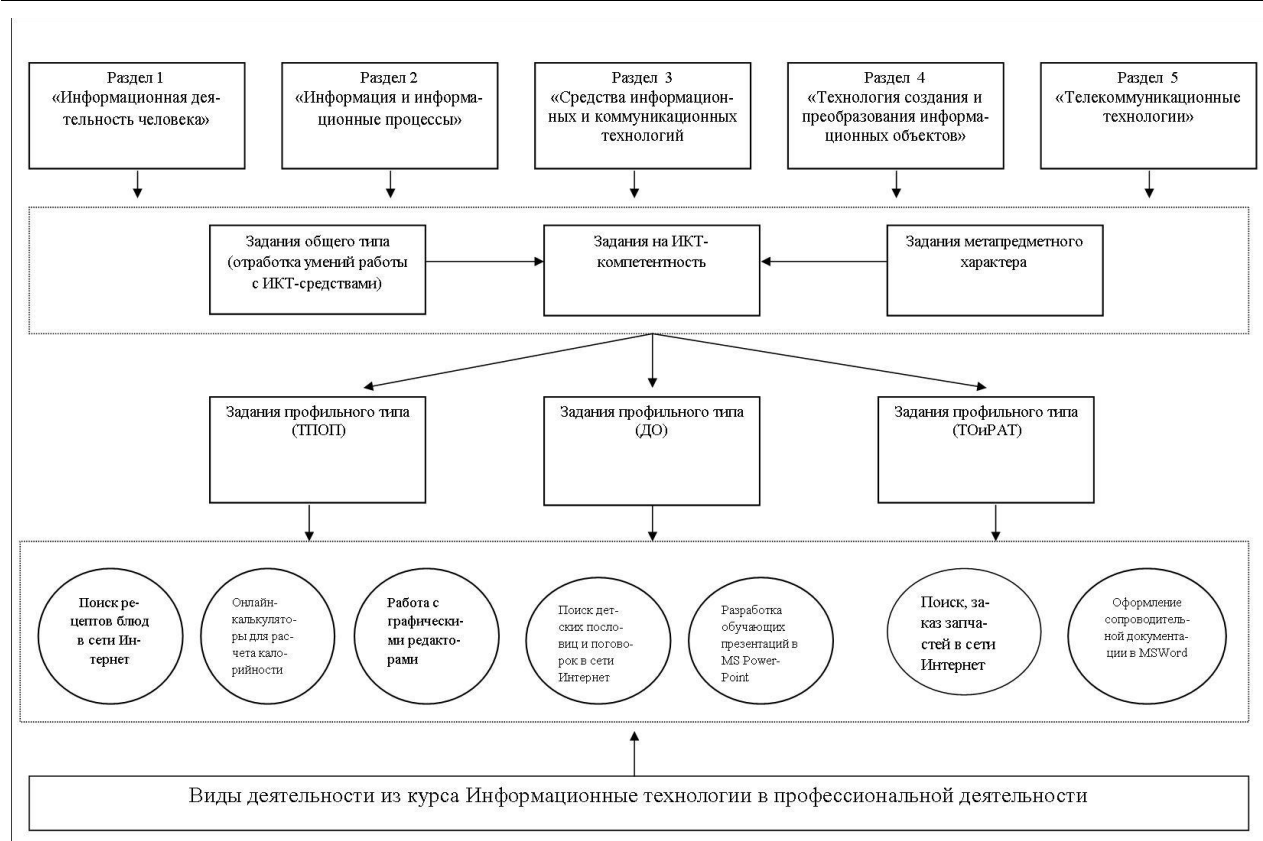 Раздел 1
«Информационная дея-
тельность человека»
Раздел 2
«Информация и информа-
ционные процессы»
Раздел 3
«Средства информацион-
ных и коммуникационных
технологий
Раздел 4
«Технология создания и
преобразования информа-
ционных объектов»
Раздел 5
«Телекоммуникационные
технологии»
Задания общего типа
(отработка умений работы
с ИКТ-средствами)
Задания на ИКТ-
компетентность
Задания метапредметного
характера
Задания профильного типа
(ТПОП)
Задания профильного типа
(ДО)
Задания профильного типа
(ТОиРАТ)
Поиск ре-
цептов блюд
в сети Ин-
тернет
Онлайн-
калькулято-
ры для рас-
чета кало-
рийности
Работа с
графически-
ми редакто-
рами
Поиск дет-
ских посло-
виц и погово-
рок в сети
Интернет
Разработка
обучающих
презентаций в
MS Power-
Point
Поиск, за-
каз запча-
стей в сети
Интернет
Оформление
сопроводитель-
ной документа-
ции в MSWord
Виды деятельности из курса Информационные технологии в профессиональной деятельности